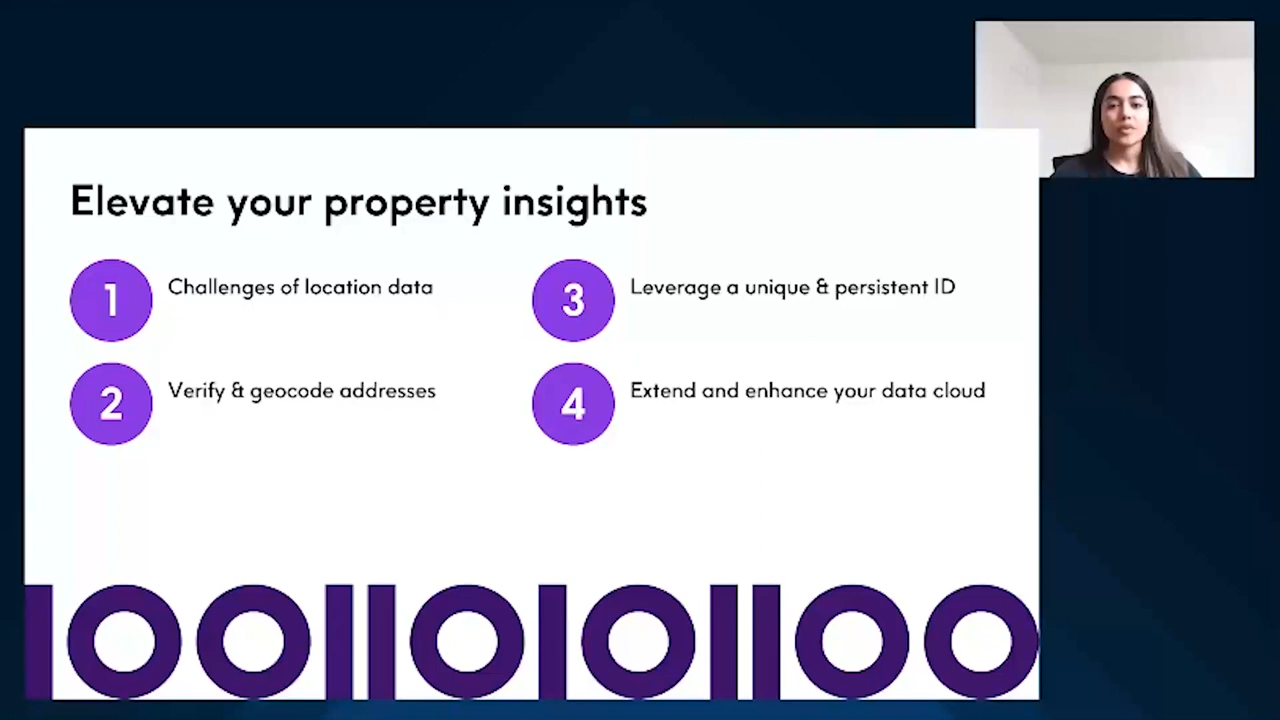 Elevate your property insights
1 Challenges of location data
2 Verify & geocode addresses
3 Leverage a unique & persistent ID
4 Extend and enhance your data cloud
100110101100